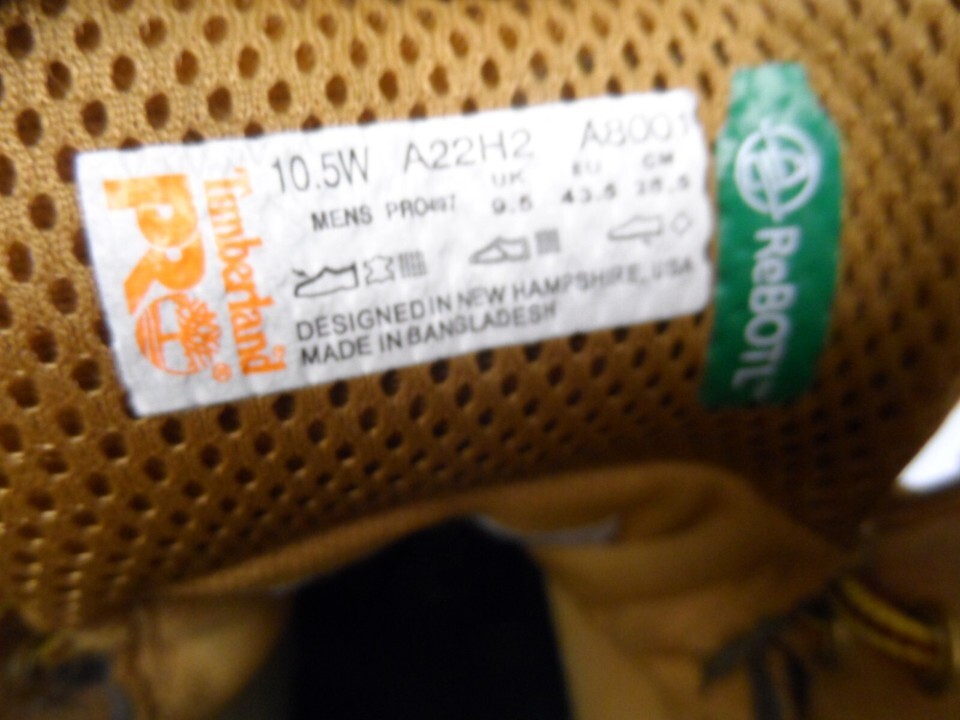 10.5W A22H2 A8001
UK EU CM
MENS PRO497 9.5 43.5 28.5
DESIGNED IN NEW HAMPSHIRE, USA
MADE IN BANGLADESH
PRO
Timberland®
ReBOTL™